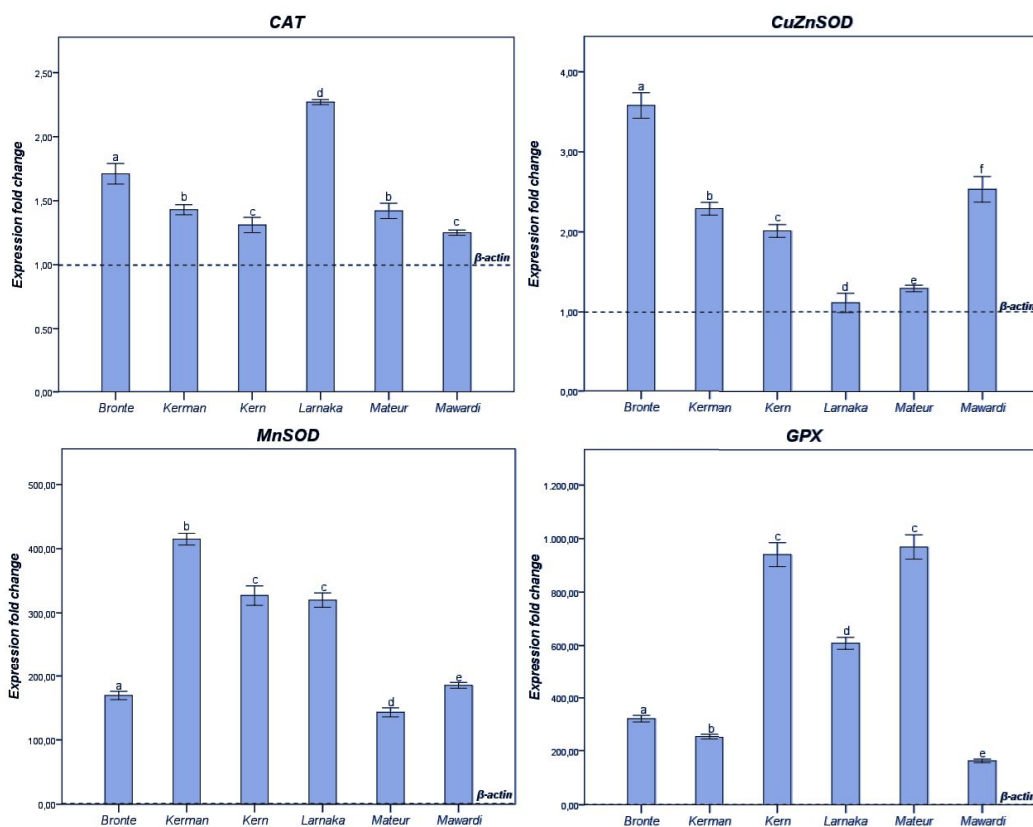 CAT
Expression fold change
2,50
2,00
1,50
1,00
0,50
0,00
a
b
c
d
b
c
β-actin
Bronte Kerman Kern Larnaka Mateur Mawardi
CuZnSOD
Expression fold change
4,00
3,00
2,00
1,00
0,00
a
b
c
d
e
f
β-actin
Bronte Kerman Kern Larnaka Mateur Mawardi
MnSOD
Expression fold change
500,00
400,00
300,00
200,00
100,00
0,00
a
b
c
c
d
e
β-actin
Bronte Kerman Kern Larnaka Mateur Mawardi
GPX
Expression fold change
1.200,00
1.000,00
800,00
600,00
400,00
200,00
0,00
a
b
c
d
c
e
β-actin
Bronte Kerman Kern Larnaka Mateur Mawardi